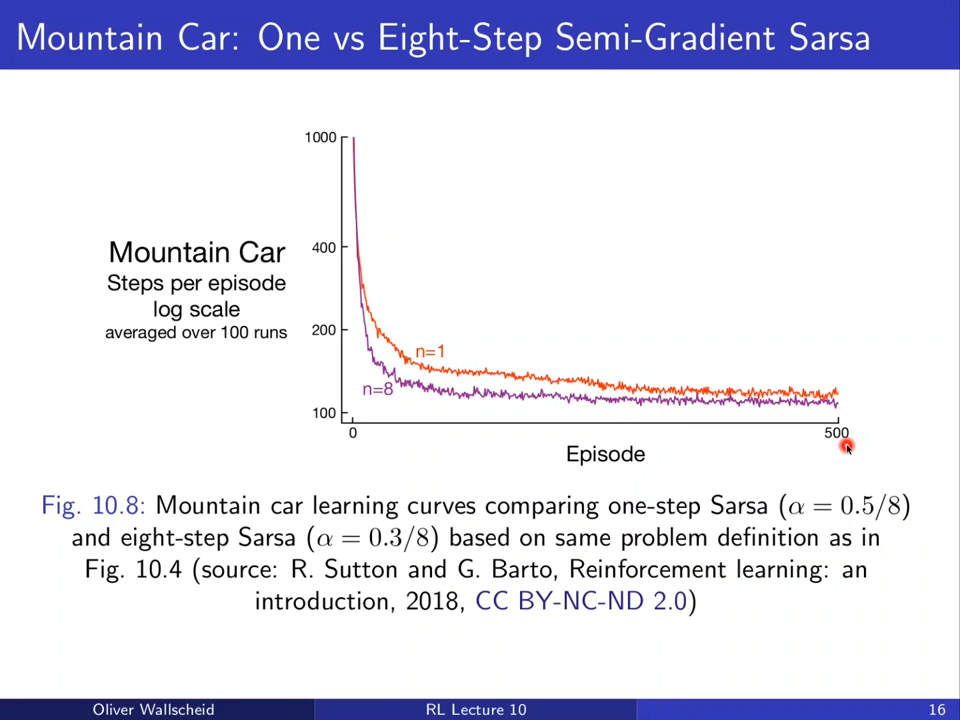 Mountain Car: One vs Eight-Step Semi-Gradient Sarsa
1000
400
200
100
Mountain Car
Steps per episode
log scale
averaged over 100 runs
n=1
n=8
0
500
Episode
Fig. 10.8: Mountain car learning curves comparing one-step Sarsa (α = 0.5/8)
and eight-step Sarsa (α = 0.3/8) based on same problem definition as in
Fig. 10.4 (source: R. Sutton and G. Barto, Reinforcement learning: an
introduction, 2018, CC BY-NC-ND 2.0)
Oliver Wallscheid
RL Lecture 10
16